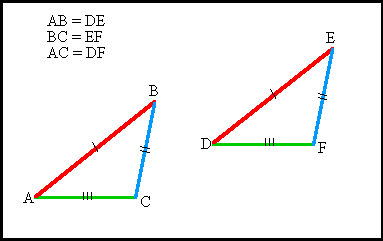 AB = DE
BC = EF
AC = DF
E
B
D
F
A
C